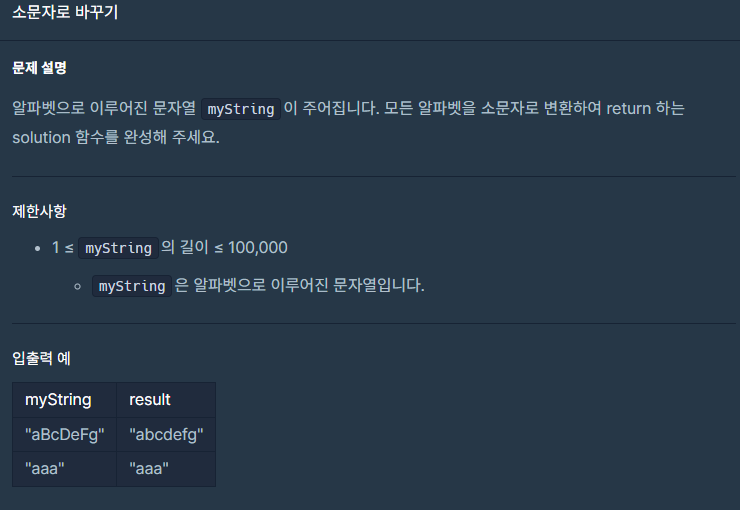 소문자로 바꾸기
문제 설명
알파벳으로 이루어진 문자열 myString 이 주어집니다. 모든 알파벳을 소문자로 변환하여 return 하는
solution 함수를 완성해 주세요.
제한사항
• 1 ≤ myString 의 길이 ≤ 100,000
◦ myString 은 알파벳으로 이루어진 문자열입니다.
입출력 예
myString result
"aBcDeFg" "abcdefg"
"aaa" "aaa"